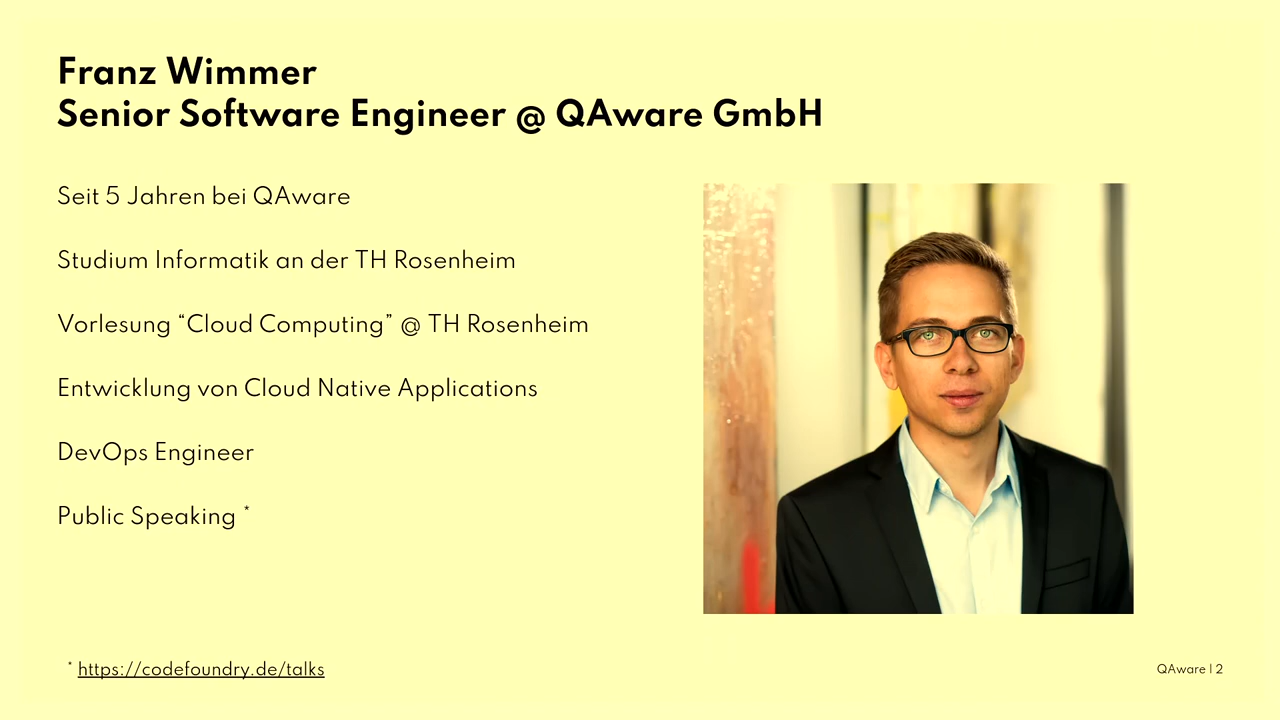 Franz Wimmer
Senior Software Engineer @ QAware GmbH
Seit 5 Jahren bei QAware
Studium Informatik an der TH Rosenheim
Vorlesung “Cloud Computing” @ TH Rosenheim
Entwicklung von Cloud Native Applications
DevOps Engineer
Public Speaking *
* https://codefoundry.de/talks
QAware | 2